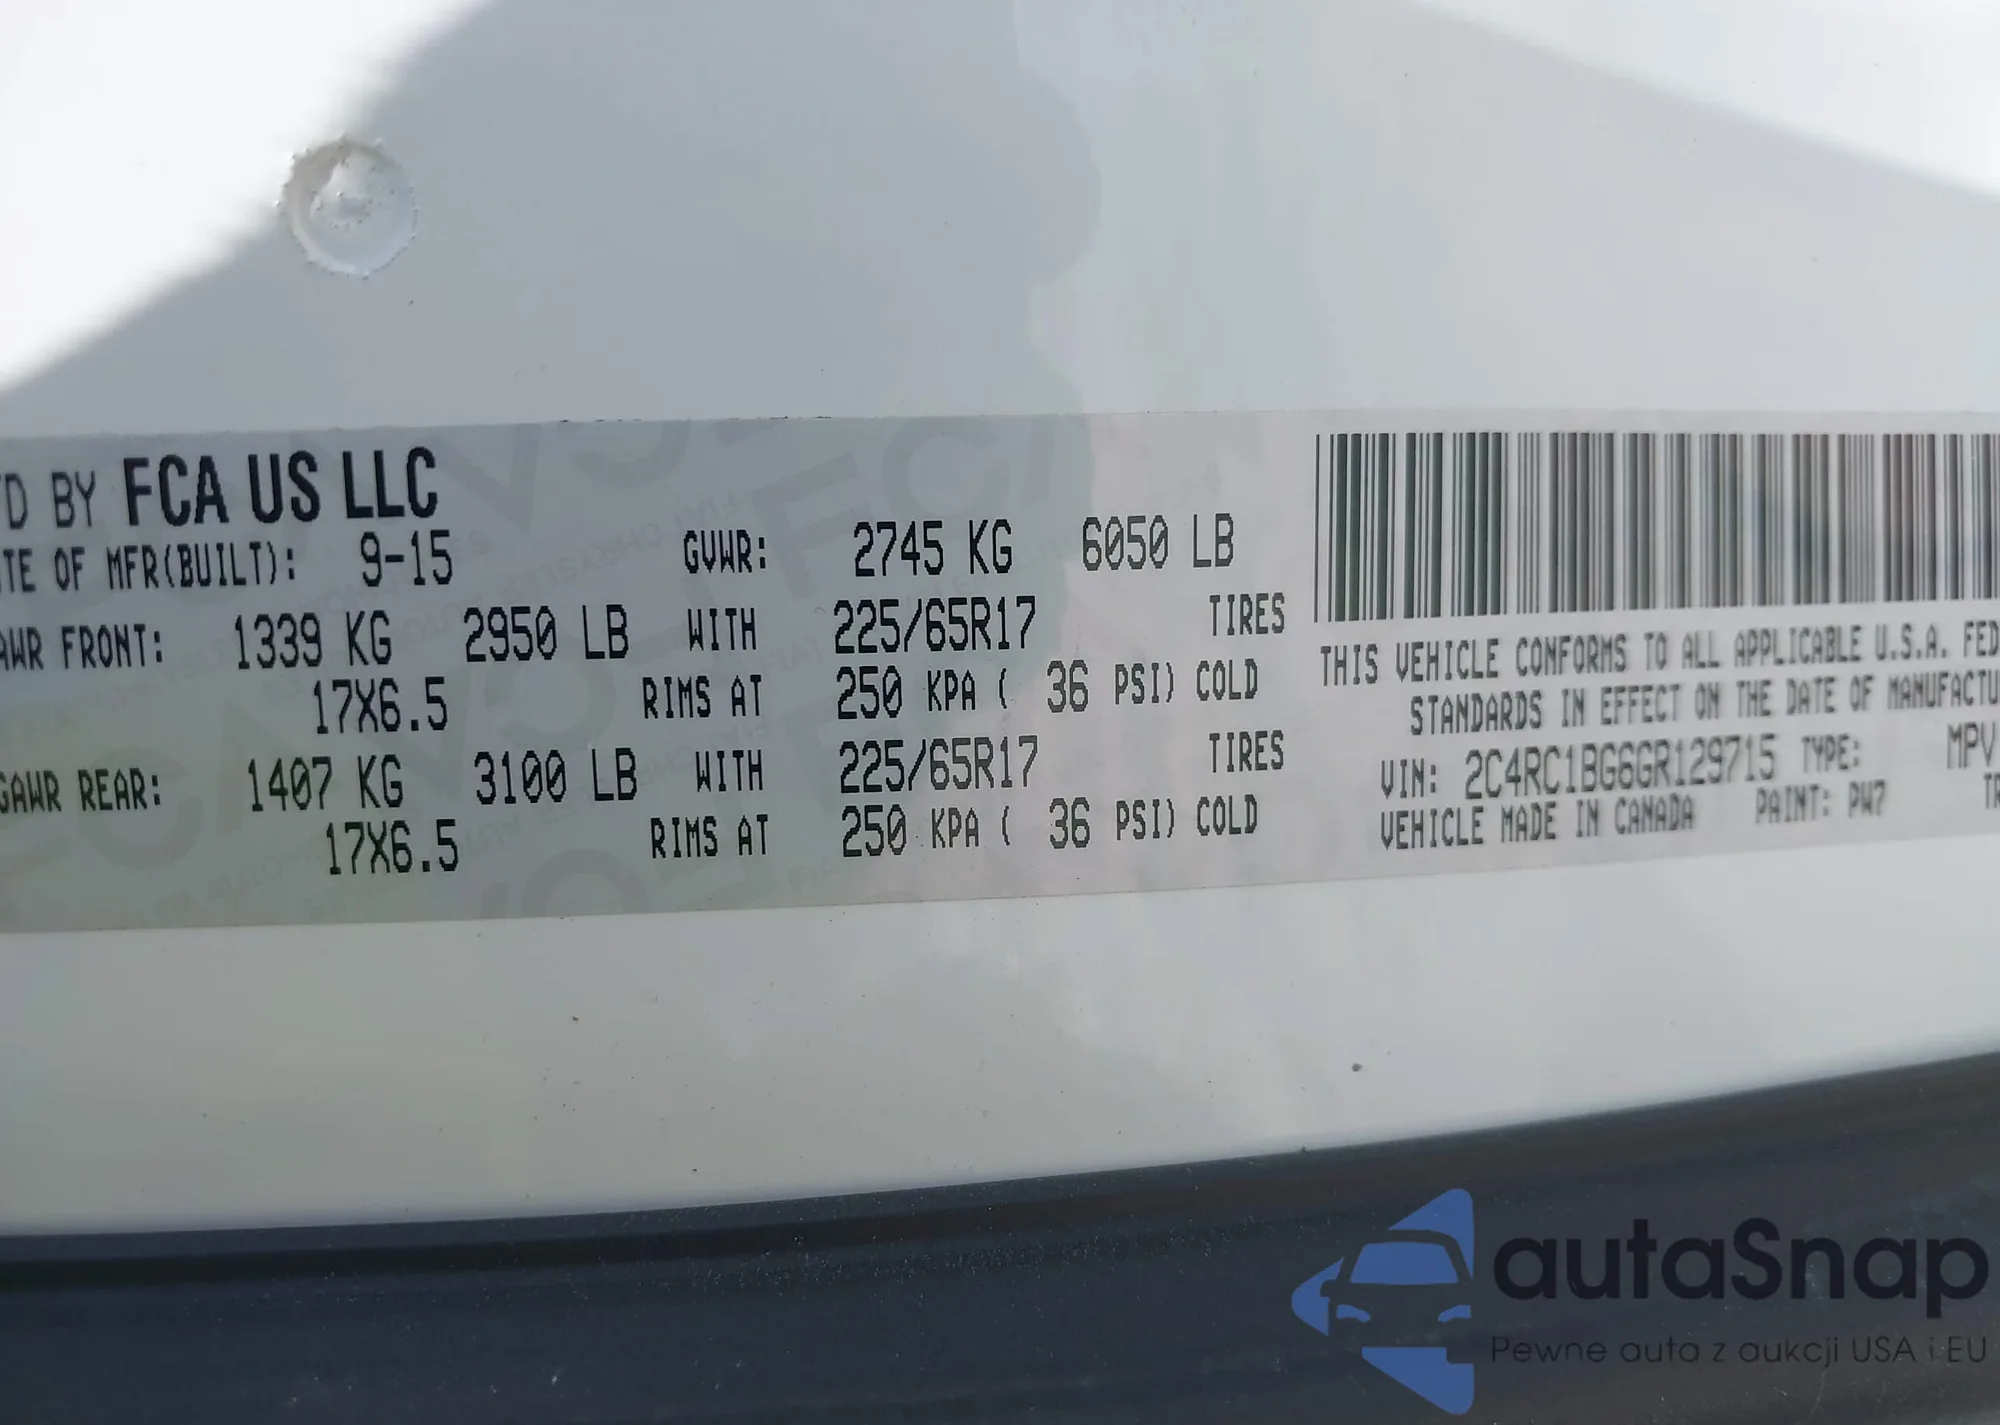 D BY FCA US LLC
TE OF MFR(BUILT): 9-15 GVWR: 2745 KG 6050 LB
AWR FRONT: 1339 KG 2950 LB WITH 225/65R17 TIRES
17X6.5 RIMS AT 250 KPA ( 36 PSI) COLD
GAWR REAR: 1407 KG 3100 LB WITH 225/65R17 TIRES
17X6.5 RIMS AT 250 KPA ( 36 PSI) COLD
THIS VEHICLE CONFORMS TO ALL APPLICABLE U.S.A. FED
STANDARDS IN EFFECT ON THE DATE OF MANUFACTU
VIN: 2C4RC1BG6GR129715 TYPE: MPV
VEHICLE MADE IN CANADA PAINT: PW7 TR
autaSnap
Pewne auta z aukcji USA i EU